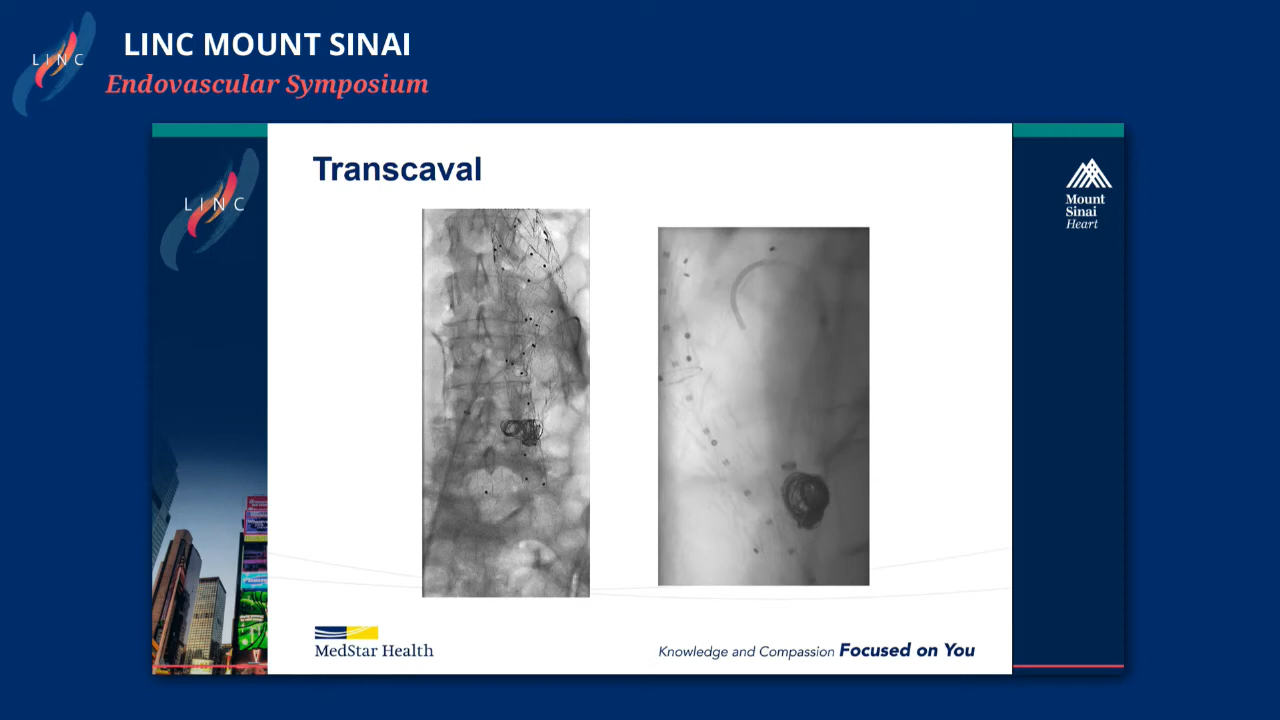 LINC
LINC MOUNT SINAI
Endovascular Symposium
LINC
Transcaval
Mount
Sinai
Heart
MedStar Health
Knowledge and Compassion Focused on You